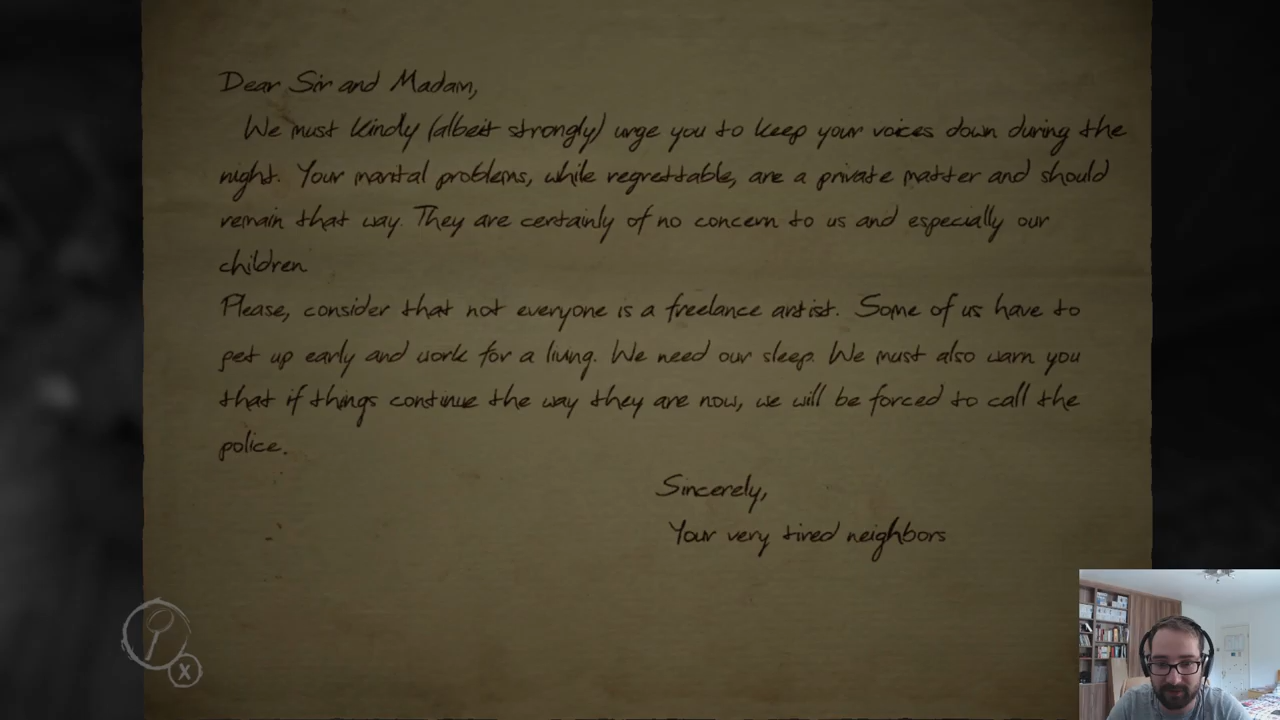 Dear Sir and Madam,
We must kindly (albeit strongly) urge you to keep your voices down during the
night. Your marital problems, while regrettable, are a private matter and should
remain that way. They are certainly of no concern to us and especially our
children.
Please, consider that not everyone is a freelance artist. Some of us have to
get up early and work for a living. We need our sleep. We must also warn you
that if things continue the way they are now, we will be forced to call the
police.
Sincerely,
Your very tired neighbors
X